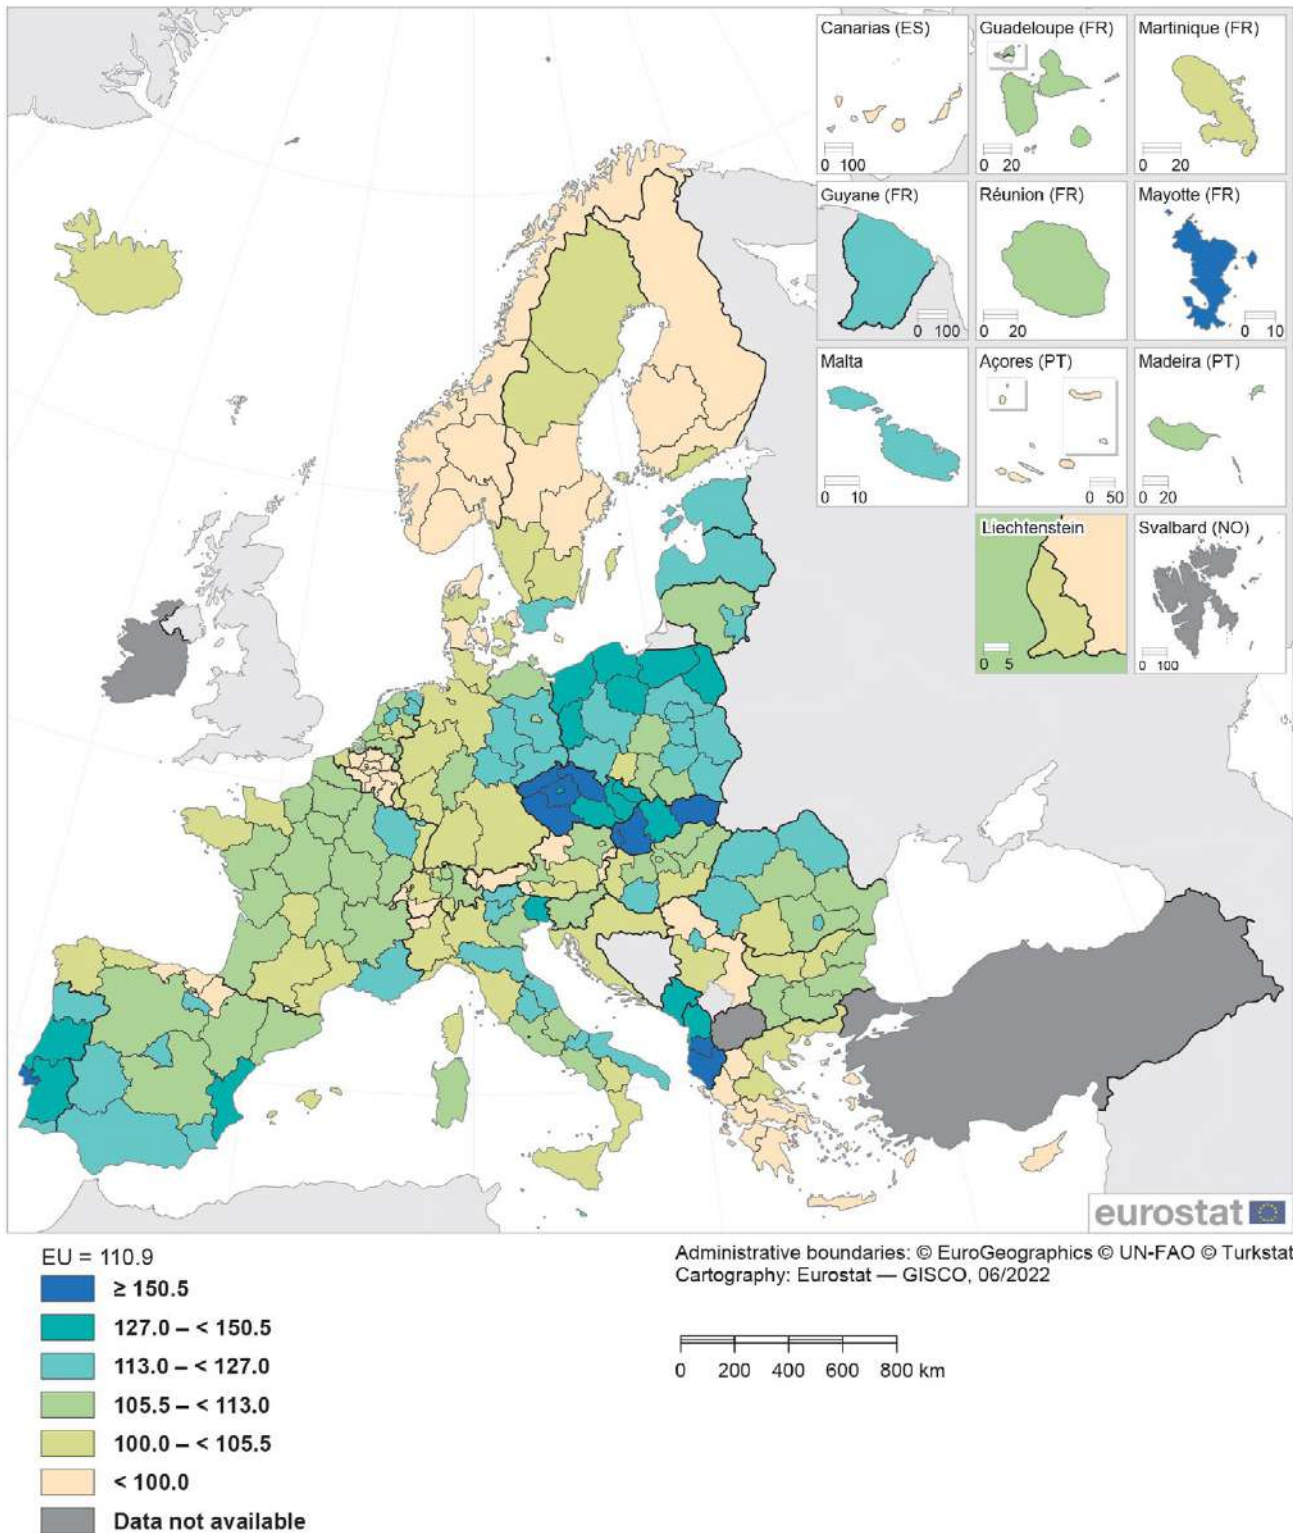 Canarias (ES)
0 100
Guadeloupe (FR)
0 20
Martinique (FR)
0 20
Guyane (FR)
0 100
Réunion (FR)
0 20
Mayotte (FR)
0 10
Malta
0 10
Açores (PT)
0 50
Madeira (PT)
0 20
Liechtenstein
0 5
Svalbard (NO)
0 100
eurostat
EU = 110.9
≥ 150.5
127.0 – < 150.5
113.0 – < 127.0
105.5 – < 113.0
100.0 – < 105.5
< 100.0
Data not available
Administrative boundaries: © EuroGeographics © UN-FAO © Turkstat
Cartography: Eurostat — GISCO, 06/2022
0 200 400 600 800 km